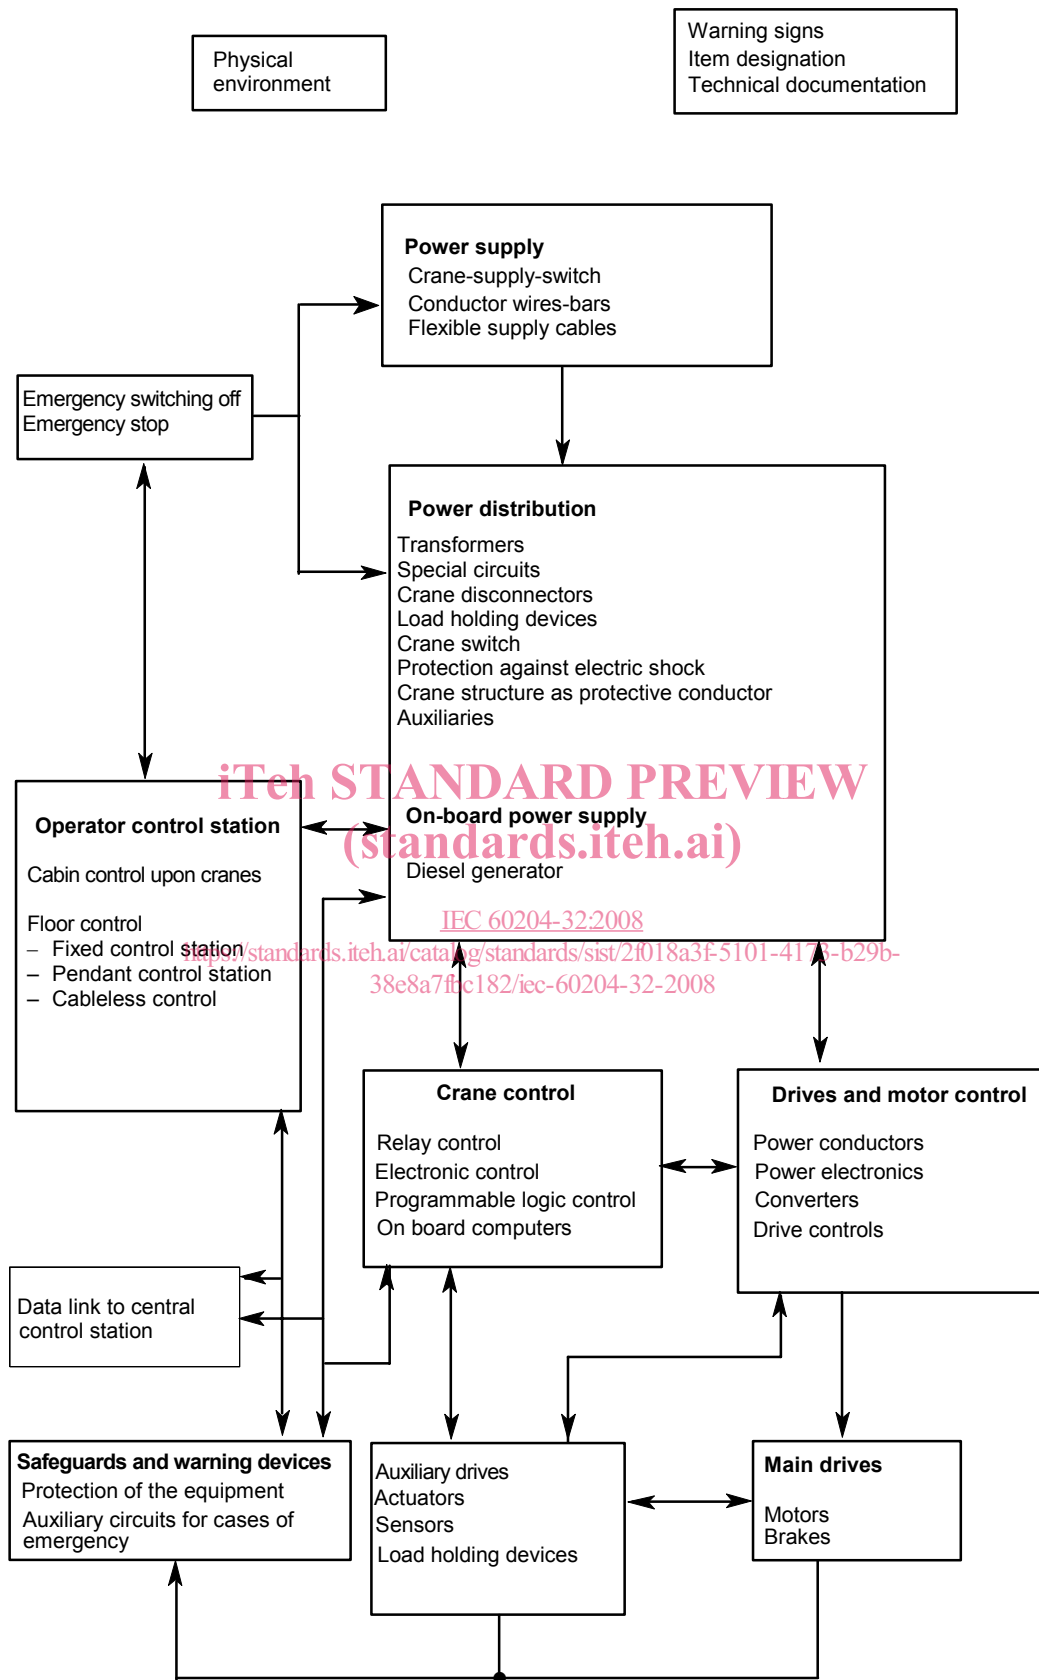 Physical
environment
Warning signs
Item designation
Technical documentation
Power supply
Crane-supply-switch
Conductor wires-bars
Flexible supply cables
Emergency switching off
Emergency stop
Power distribution
Transformers
Special circuits
Crane disconnectors
Load holding devices
Crane switch
Protection against electric shock
Crane structure as protective conductor
Auxiliaries
iTeh STANDARD PREVIEW
(standards.iteh.ai)
On-board power supply
Diesel generator
IEC 60204-32:2008
https://standards.iteh.ai/catalog/standards/sist/2f018a3f-5101-4173-b29b-
38e8a7fbc182/iec-60204-32-2008
Operator control station
Cabin control upon cranes
Floor control
– Fixed control station
– Pendant control station
– Cableless control
Crane control
Relay control
Electronic control
Programmable logic control
On board computers
Drives and motor control
Power conductors
Power electronics
Converters
Drive controls
Data link to central
control station
Safeguards and warning devices
Protection of the equipment
Auxiliary circuits for cases of
emergency
Auxiliary drives
Actuators
Sensors
Load holding devices
Main drives
Motors
Brakes